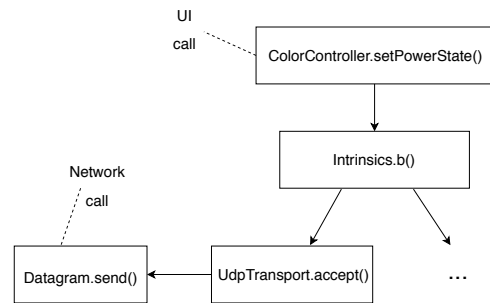 UI
call
ColorController.setPowerState()
Intrinsics.b()
Network
call
Datagram.send()
UdpTransport.accept()
...